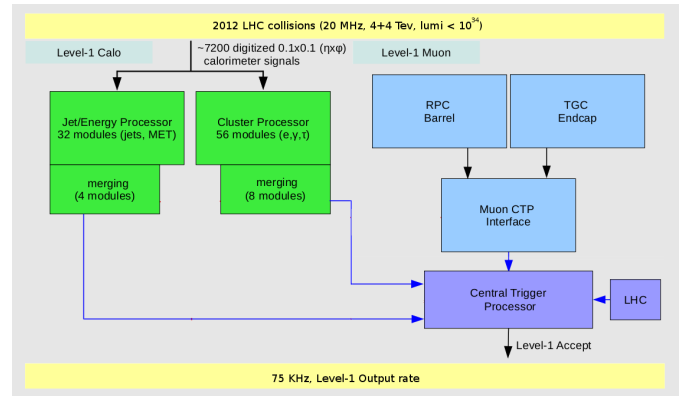 2012 LHC collisions (20 MHz, 4+4 Tev, lumi < 10³⁴)
Level-1 Calo
~7200 digitized 0.1x0.1 (ηxφ)
calorimeter signals
Level-1 Muon
Jet/Energy Processor
32 modules (jets, MET)
Cluster Processor
56 modules (e,γ,τ)
RPC
Barrel
TGC
Endcap
merging
(4 modules)
merging
(8 modules)
Muon CTP
Interface
Central Trigger
Processor
LHC
Level-1 Accept
75 KHz, Level-1 Output rate